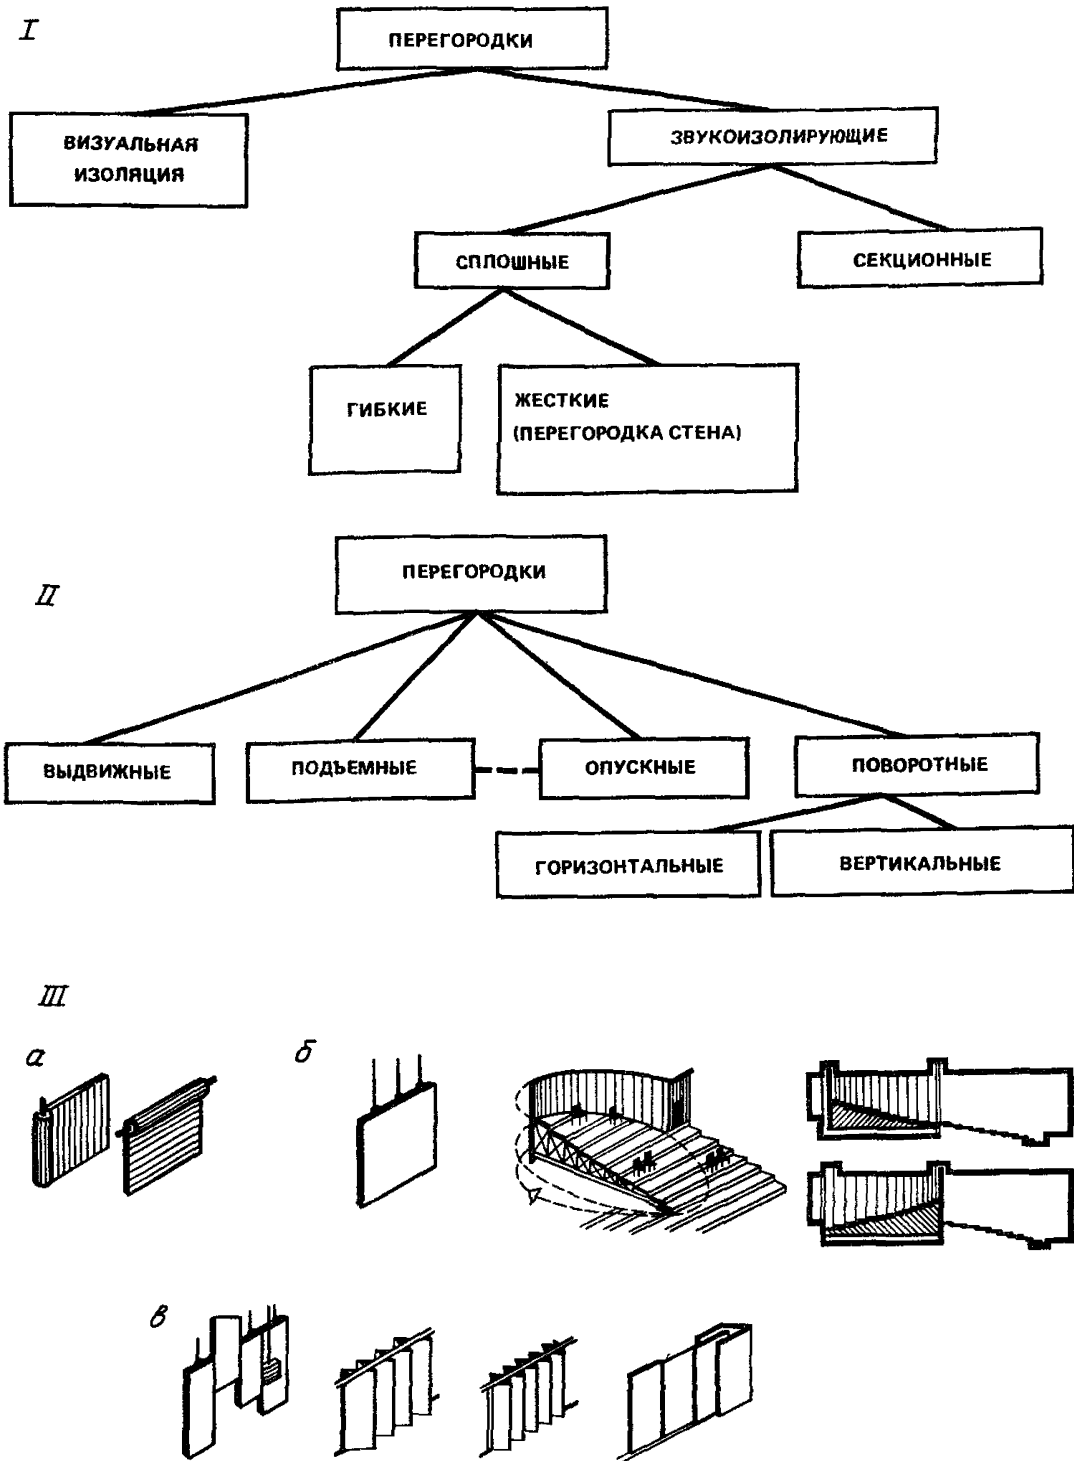 I
ПЕРЕГОРОДКИ
ВИЗУАЛЬНАЯ
ИЗОЛЯЦИЯ
ЗВУКОИЗОЛИРУЮЩИЕ
СПЛОШНЫЕ
СЕКЦИОННЫЕ
ГИБКИЕ
ЖЕСТКИЕ
(ПЕРЕГОРОДКА СТЕНА)
II
ПЕРЕГОРОДКИ
ВЫДВИЖНЫЕ
ПОДЪЕМНЫЕ
ОПУСКНЫЕ
ПОВОРОТНЫЕ
ГОРИЗОНТАЛЬНЫЕ
ВЕРТИКАЛЬНЫЕ
III
а
б
в